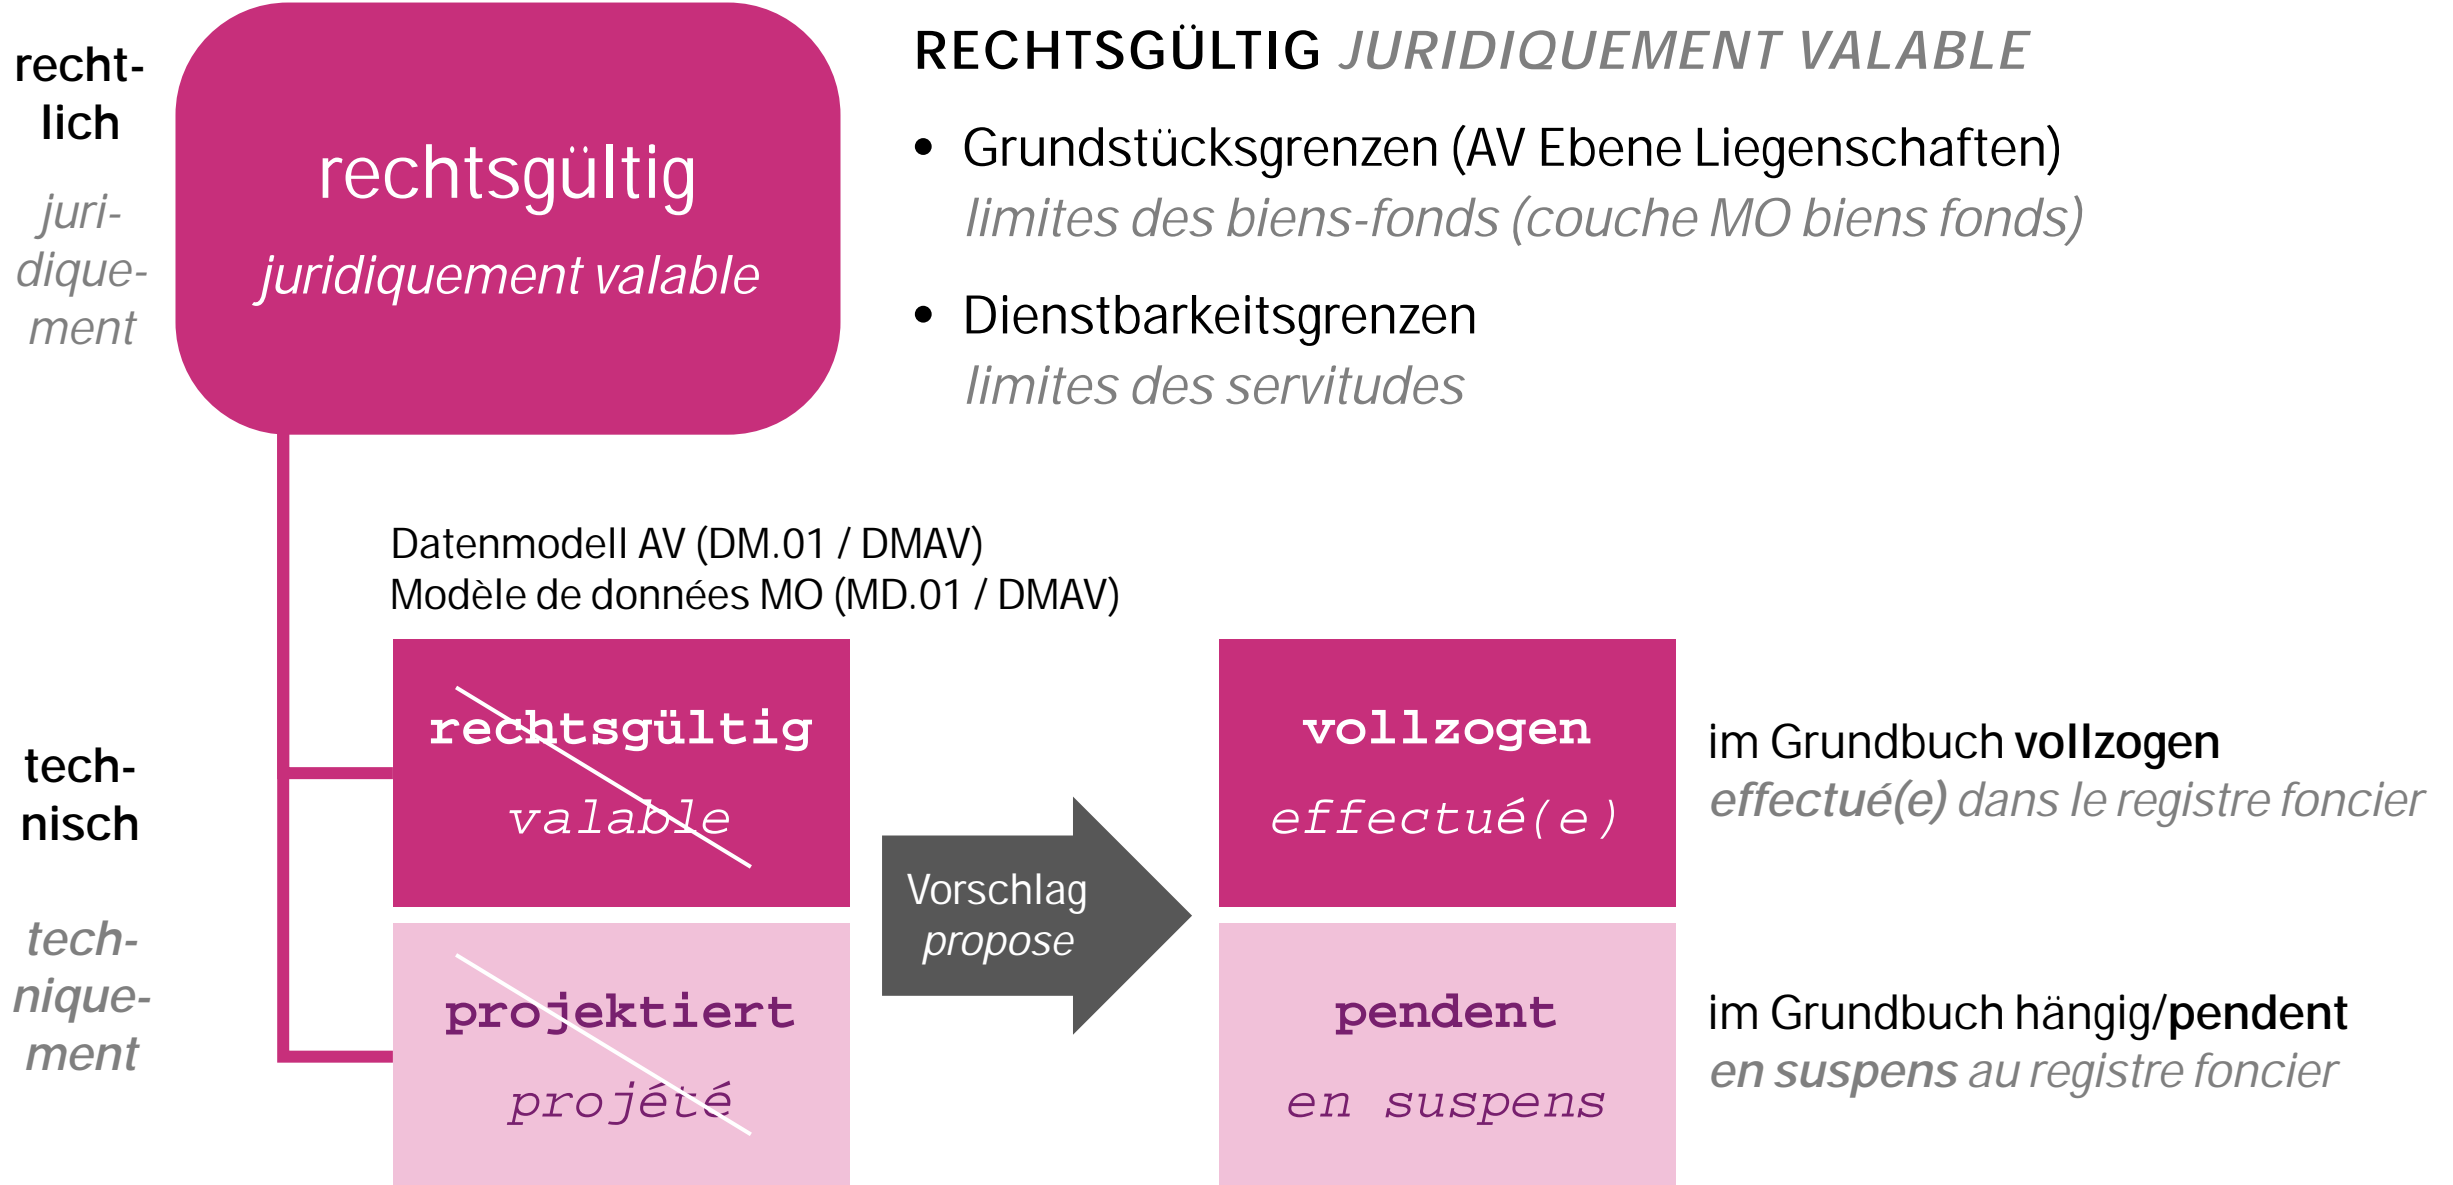 recht-
lich
juri-
dique-
ment
rechtsgültig
juridiquement valable
RECHTSGÜLTIG JURIDIQUEMENT VALABLE
• Grundstücksgrenzen (AV Ebene Liegenschaften)
limites des biens-fonds (couche MO biens fonds)
• Dienstbarkeitsgrenzen
limites des servitudes
Datenmodell AV (DM.01 / DMAV)
Modèle de données MO (MD.01 / DMAV)
tech-
nisch
tech-
nique-
ment
rechtsgültig
valable
projektiert
projété
Vorschlag
propose
vollzogen
effectué(e)
pendent
en suspens
im Grundbuch vollzogen
effectué(e) dans le registre foncier
im Grundbuch hängig/pendent
en suspens au registre foncier